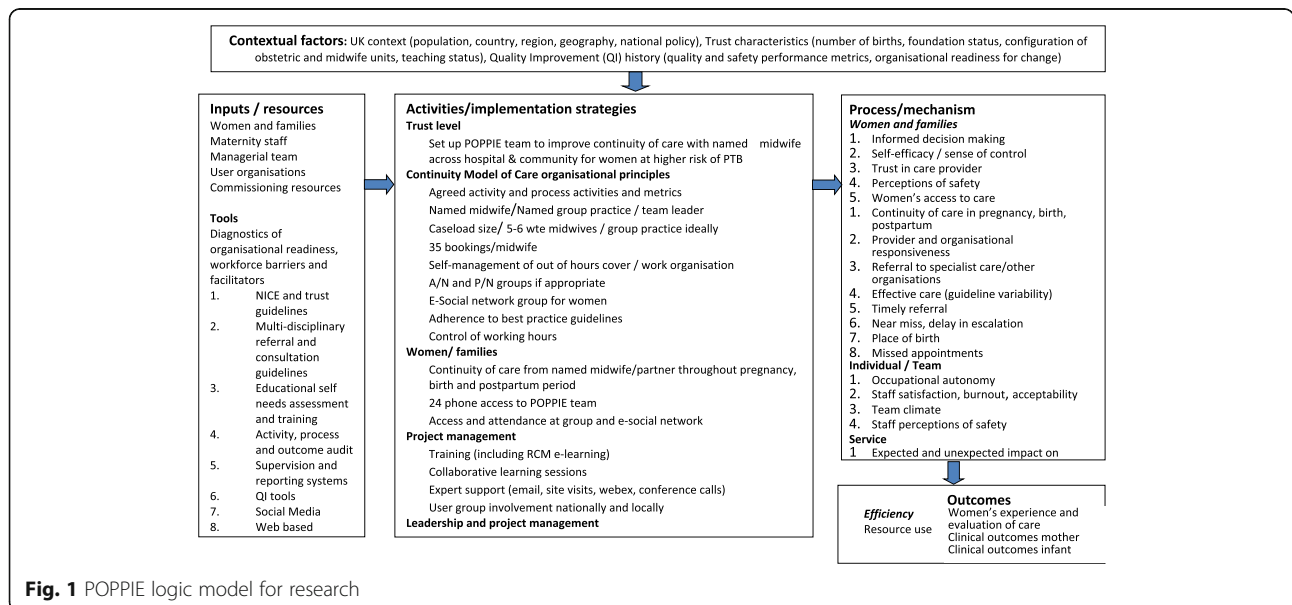 Contextual factors: UK context (population, country, region, geography, national policy), Trust characteristics (number of births, foundation status, configuration of
obstetric and midwife units, teaching status), Quality Improvement (QI) history (quality and safety performance metrics, organisational readiness for change)
Inputs / resources
Women and families
Maternity staff
Managerial team
User organisations
Commissioning resources
Tools
Diagnostics of
organisational readiness,
workforce barriers and
facilitators
1. NICE and trust
guidelines
2. Multi-disciplinary
referral and
consultation
guidelines
3. Educational self
needs assessment
and training
4. Activity, process
and outcome audit
5. Supervision and
reporting systems
6. QI tools
7. Social Media
8. Web based
Activities/implementation strategies
Trust level
Set up POPPIE team to improve continuity of care with named midwife
across hospital & community for women at higher risk of PTB
Continuity Model of Care organisational principles
Agreed activity and process activities and metrics
Named midwife/Named group practice / team leader
Caseload size/ 5-6 wte midwives / group practice ideally
35 bookings/midwife
Self-management of out of hours cover / work organisation
A/N and P/N groups if appropriate
E-Social network group for women
Adherence to best practice guidelines
Control of working hours
Women/ families
Continuity of care from named midwife/partner throughout pregnancy,
birth and postpartum period
24 phone access to POPPIE team
Access and attendance at group and e-social network
Project management
Training (including RCM e-learning)
Collaborative learning sessions
Expert support (email, site visits, webex, conference calls)
User group involvement nationally and locally
Leadership and project management
Process/mechanism
Women and families
1. Informed decision making
2. Self-efficacy / sense of control
3. Trust in care provider
4. Perceptions of safety
5. Women's access to care
1. Continuity of care in pregnancy, birth,
postpartum
2. Provider and organisational
responsiveness
3. Referral to specialist care/other
organisations
4. Effective care (guideline variability)
5. Timely referral
6. Near miss, delay in escalation
7. Place of birth
8. Missed appointments
Individual / Team
1. Occupational autonomy
2. Staff satisfaction, burnout, acceptability
3. Team climate
4. Staff perceptions of safety
Service
1 Expected and unexpected impact on
Outcomes
Efficiency
Resource use
Women's experience and
evaluation of care
Clinical outcomes mother
Clinical outcomes infant
Fig. 1 POPPIE logic model for research